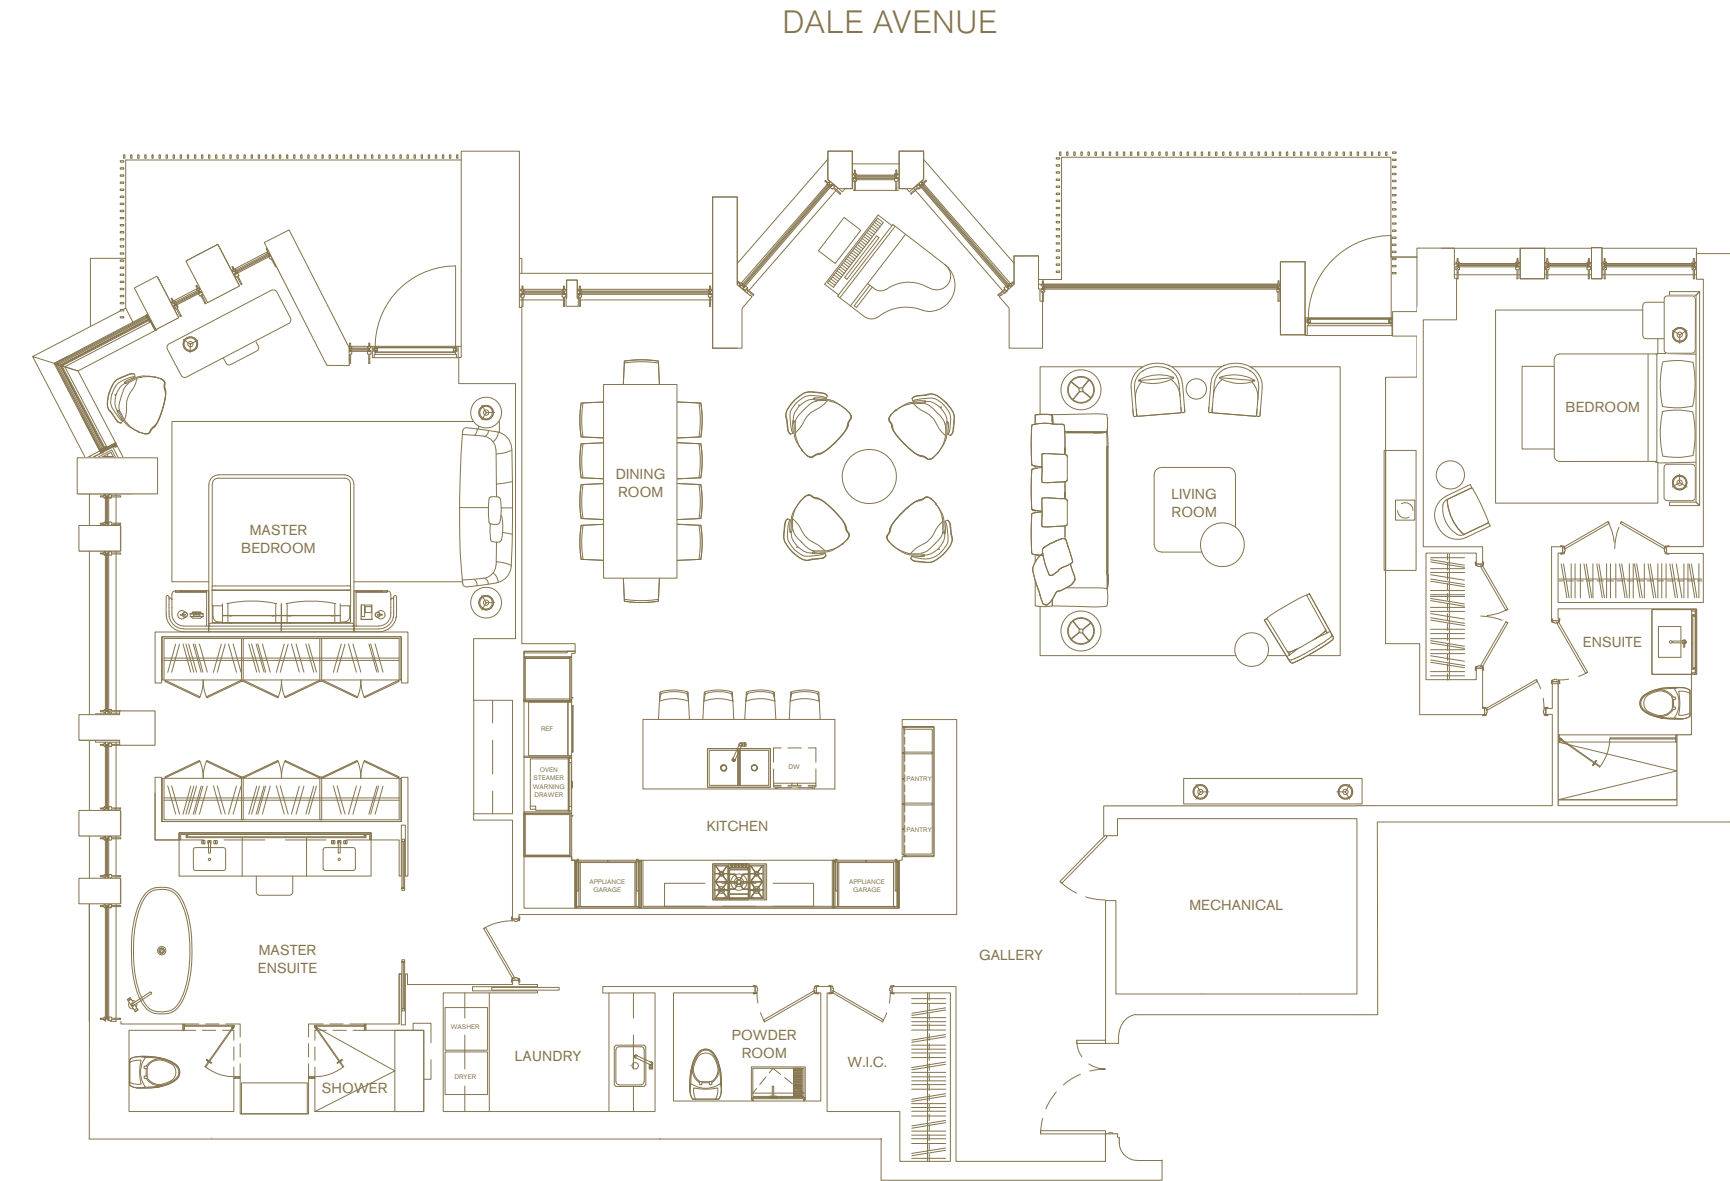 DALE AVENUE
BEDROOM
DINING
ROOM
LIVING
ROOM
MASTER
BEDROOM
ENSUITE
REF
OVEN
STEAMER
WARNING
DRAWER
DW
PANTRY
PANTRY
KITCHEN
APPLIANCE
GARAGE
APPLIANCE
GARAGE
MECHANICAL
MASTER
ENSUITE
GALLERY
WASHER
DRYER
LAUNDRY
POWDER
ROOM
W.I.C.
SHOWER